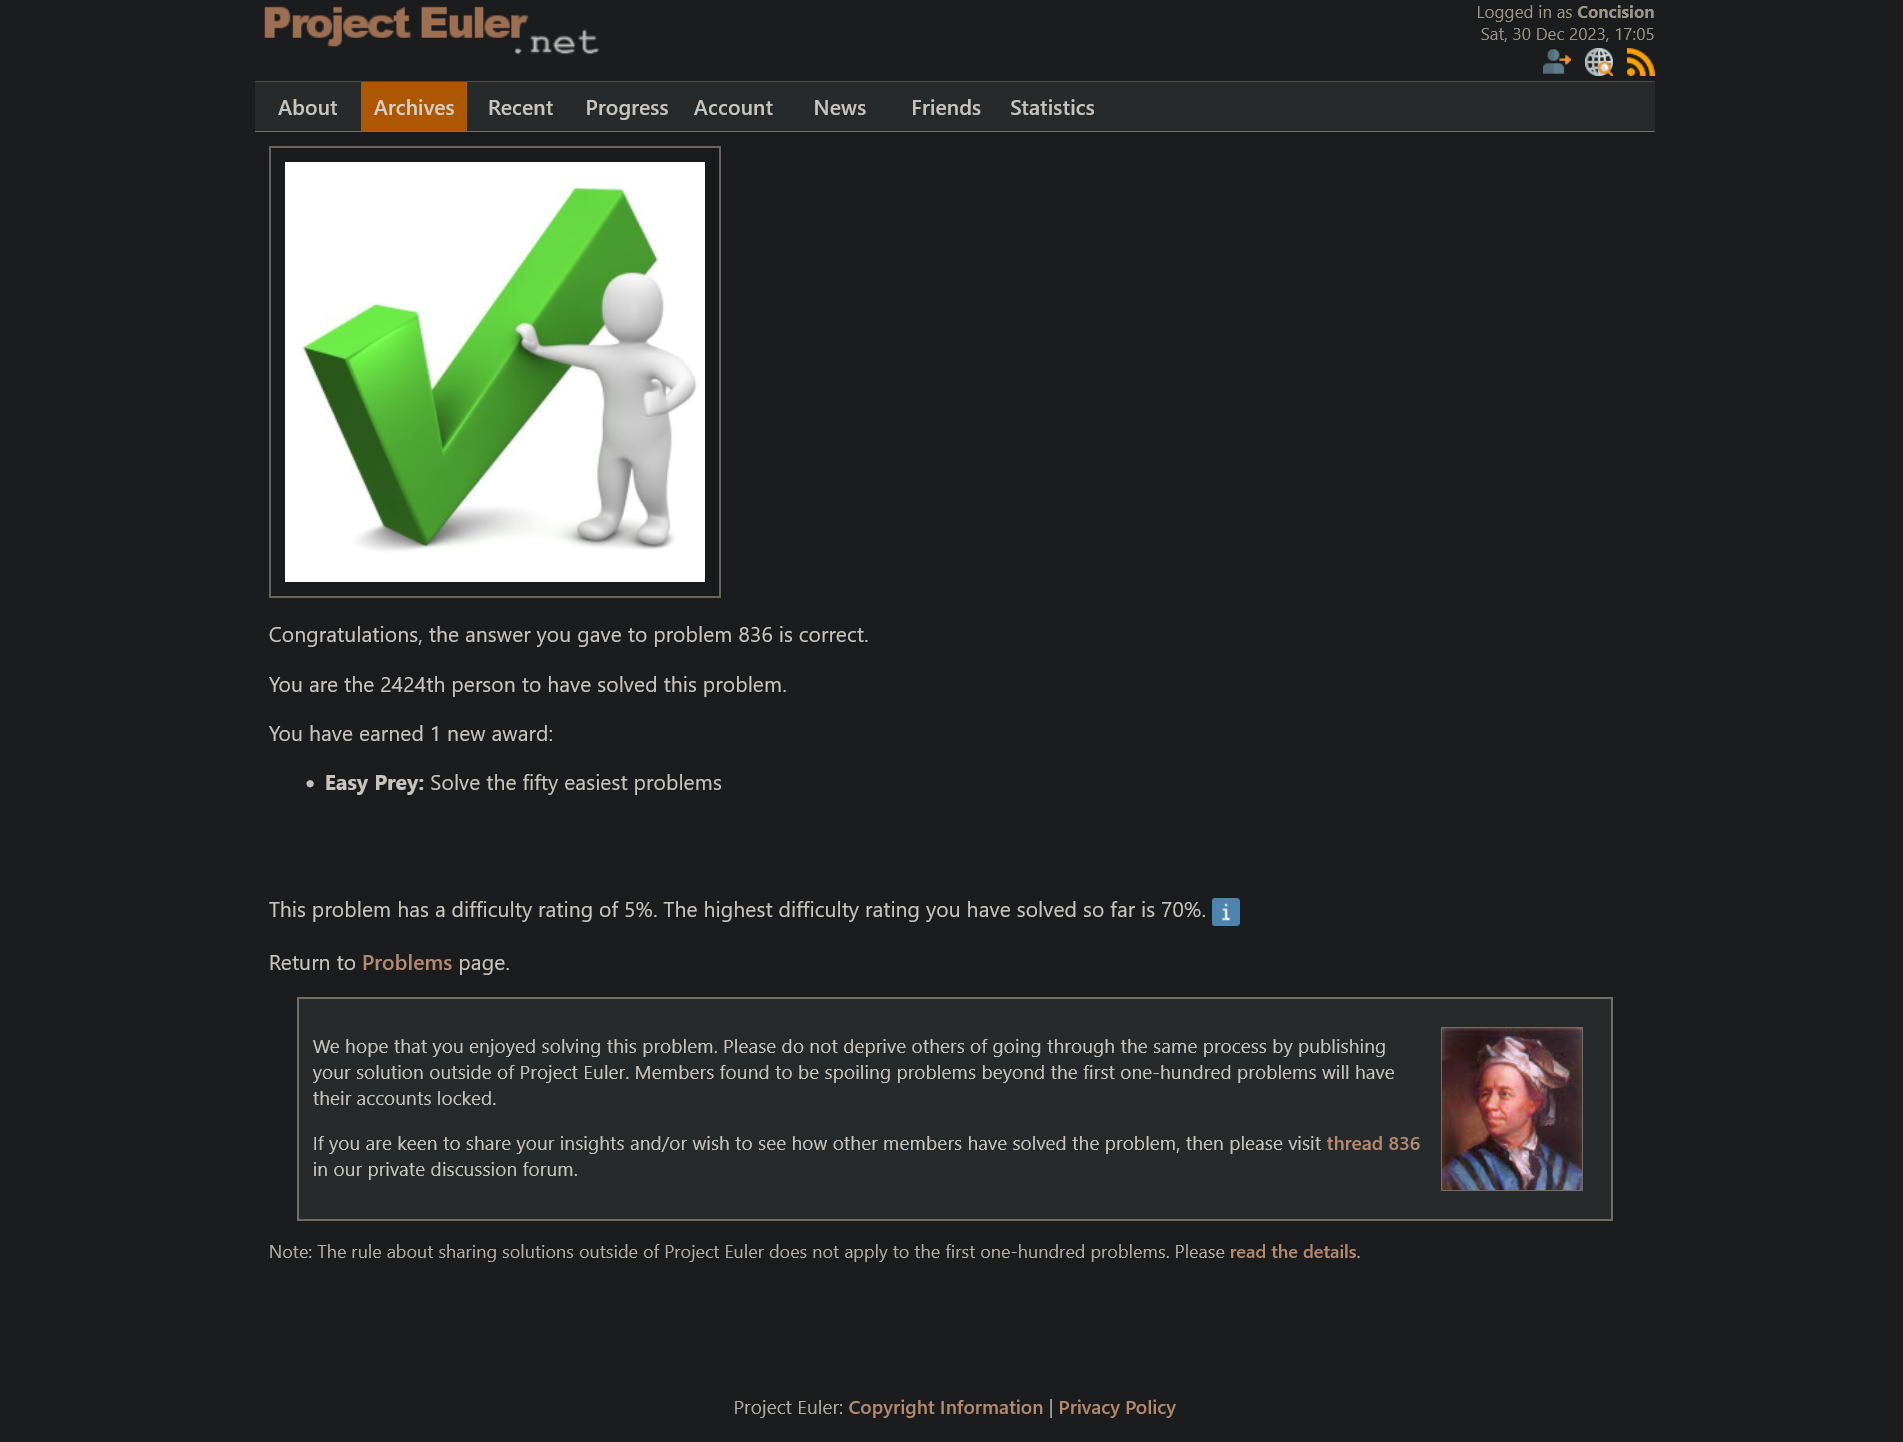 Project Euler.net
Logged in as Concision
Sat, 30 Dec 2023, 17:05
About Archives Recent Progress Account News Friends Statistics
Congratulations, the answer you gave to problem 836 is correct.
You are the 2424th person to have solved this problem.
You have earned 1 new award:
• Easy Prey: Solve the fifty easiest problems
This problem has a difficulty rating of 5%. The highest difficulty rating you have solved so far is 70%. i
Return to Problems page.
We hope that you enjoyed solving this problem. Please do not deprive others of going through the same process by publishing
your solution outside of Project Euler. Members found to be spoiling problems beyond the first one-hundred problems will have
their accounts locked.
If you are keen to share your insights and/or wish to see how other members have solved the problem, then please visit thread 836
in our private discussion forum.
Note: The rule about sharing solutions outside of Project Euler does not apply to the first one-hundred problems. Please read the details.
Project Euler: Copyright Information | Privacy Policy